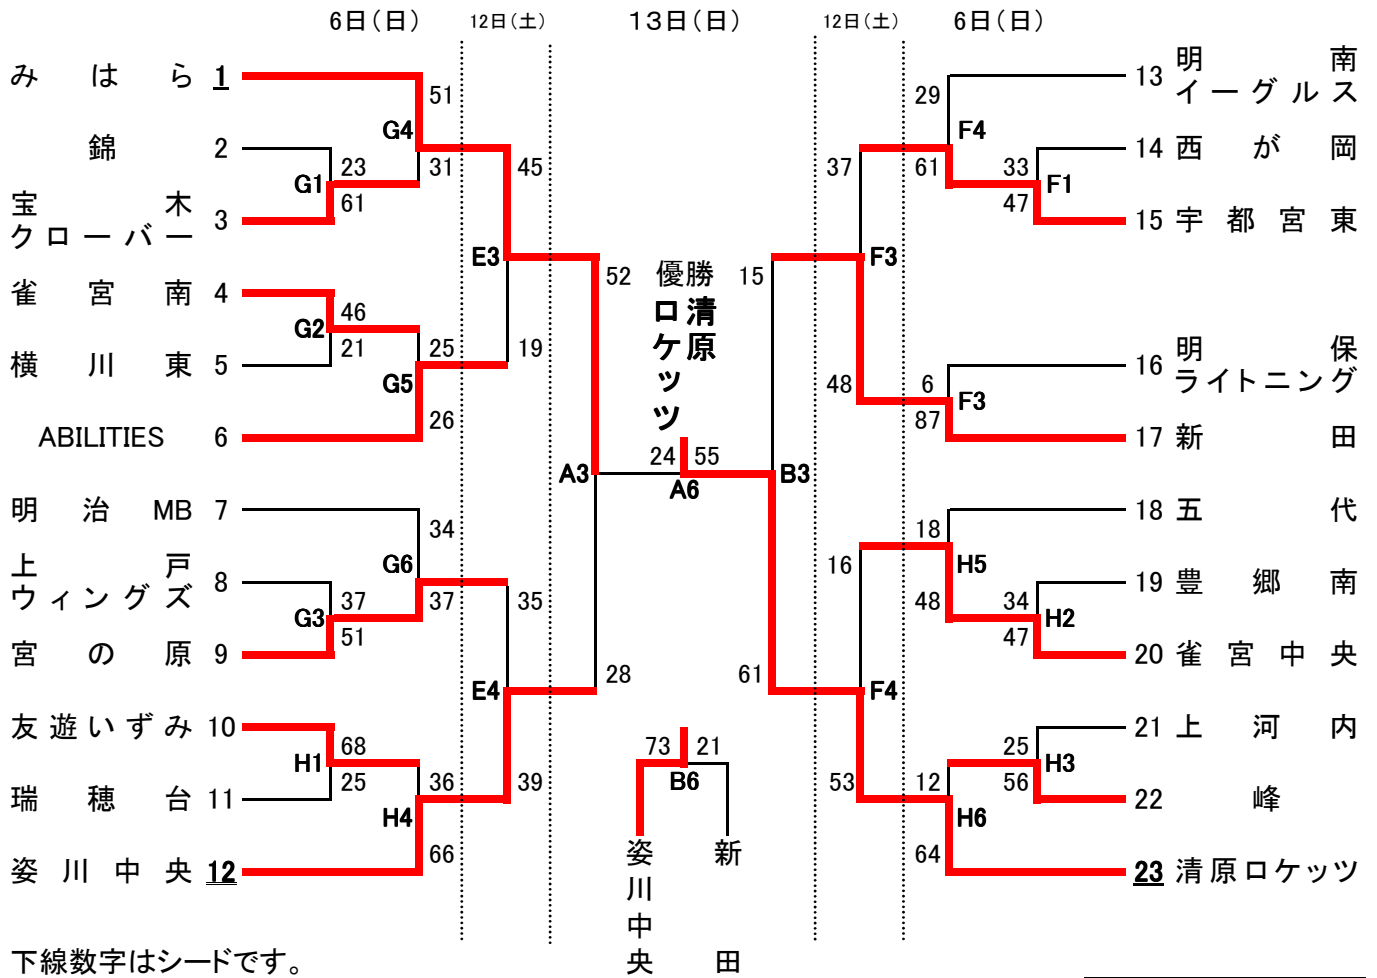 6日(日) 12日(土) 13日(日) 12日(土) 6日(日)
みはら 1
錦 2
宝木クローバー 3
雀宮南 4
横川東 5
ABILITIES 6
明治MB 7
上戸ウィングズ 8
宮の原 9
友遊いずみ 10
瑞穂台 11
姿川中央 12
G4 51 31
G1 23 61
G2 46 21
G5 25 26
G6 34 37
G3 37 51
H1 68 25
H4 36 66
E3 45 19
E4 35 39
A3 52 28
優勝
清原
ロケッツ
24 55
A6
73 21
B6
姿川中央
新田
15 61 B3
37 48 F3
16 53 F4
29 61 F4
33 47 F1
6 87 F3
18 48 H5
34 47 H2
25 56 H3
12 64 H6
13 明南イーグルス
14 西が岡
15 宇都宮東
16 明保ライトニング
17 新田
18 五代
19 豊郷南
20 雀宮中央
21 上河内
22 峰
23 清原ロケッツ
下線数字はシードです。